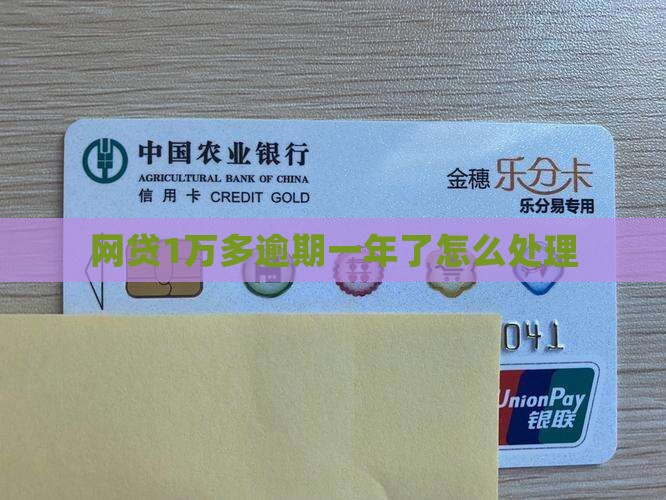 中国农业银行
AGRICULTURAL BANK OF CHINA
信用卡 CREDIT GOLD
金穗 乐分卡
乐分易专用
网贷1万多逾期一年了怎么处理
041
UnionPay
银联